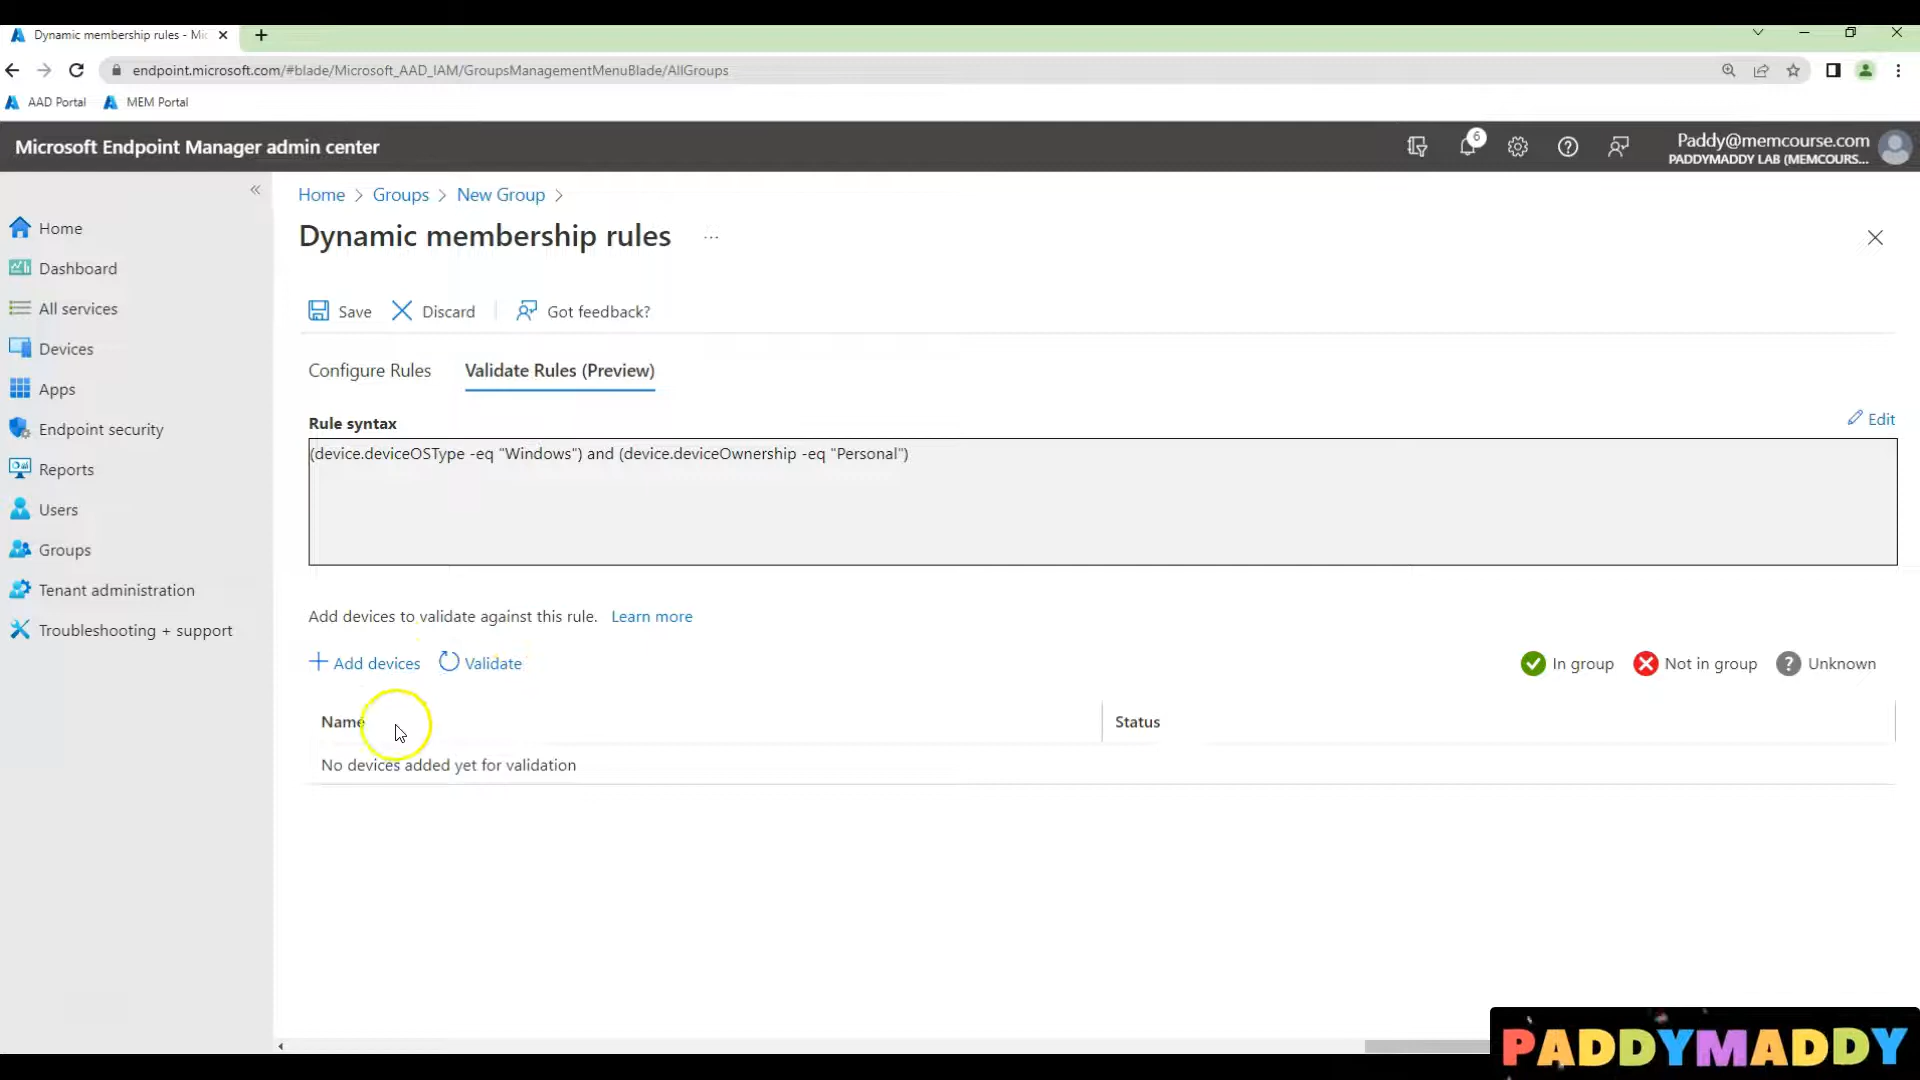 Dynamic membership rules - Mic
endpoint.microsoft.com/#blade/Microsoft_AAD_IAM/GroupsManagementMenuBlade/AllGroups
AAD Portal MEM Portal
Microsoft Endpoint Manager admin center
6
Paddy@memcourse.com
PADDYMADDY LAB (MEMCOURS...
Home
Dashboard
All services
Devices
Apps
Endpoint security
Reports
Users
Groups
Tenant administration
Troubleshooting + support
Home > Groups > New Group >
Dynamic membership rules ...
Save Discard Got feedback?
Configure Rules Validate Rules (Preview)
Rule syntax
Edit
(device.deviceOSType -eq "Windows") and (device.deviceOwnership -eq "Personal")
Add devices to validate against this rule. Learn more
+ Add devices Validate
In group Not in group ? Unknown
Name Status
No devices added yet for validation
PADDYMADDY